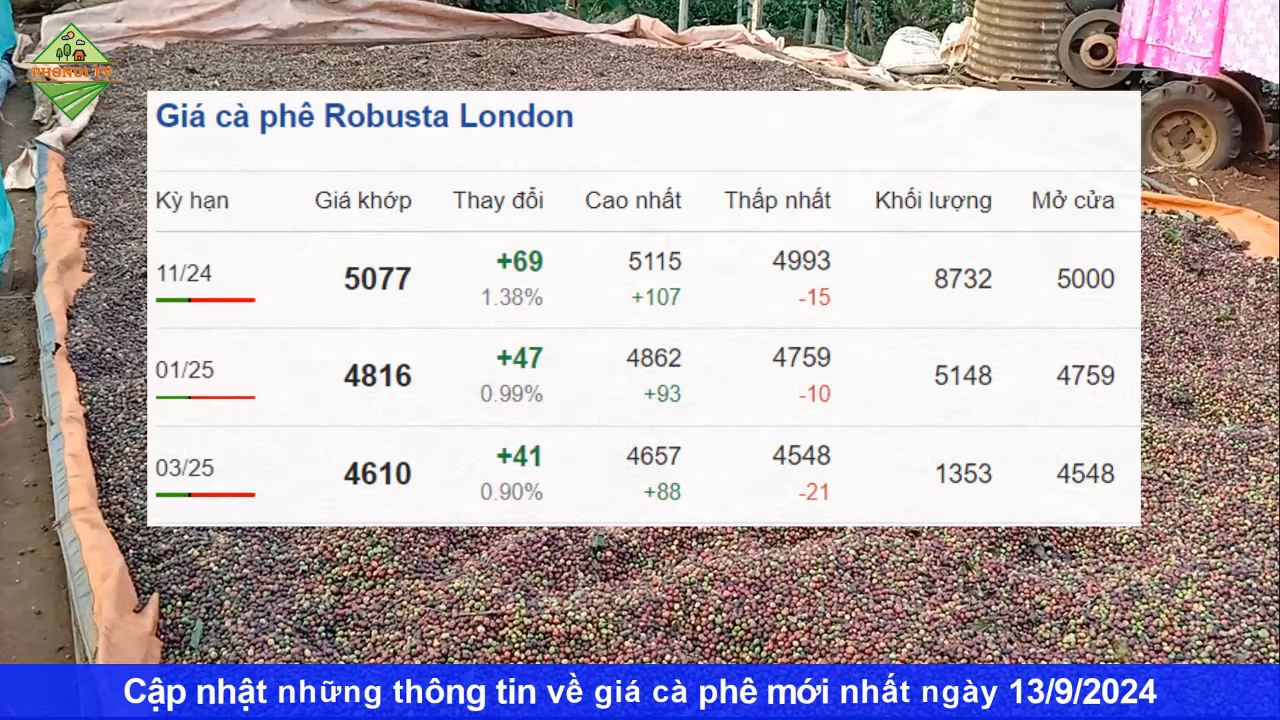 PHONUI TV
Giá cà phê Robusta London
Kỳ hạn Giá khớp Thay đổi Cao nhất Thấp nhất Khối lượng Mở cửa
11/24 5077 +69 5115 4993 8732 5000
1.38% +107 -15
01/25 4816 +47 4862 4759 5148 4759
0.99% +93 -10
03/25 4610 +41 4657 4548 1353 4548
0.90% +88 -21
Cập nhật những thông tin về giá cà phê mới nhất ngày 13/9/2024